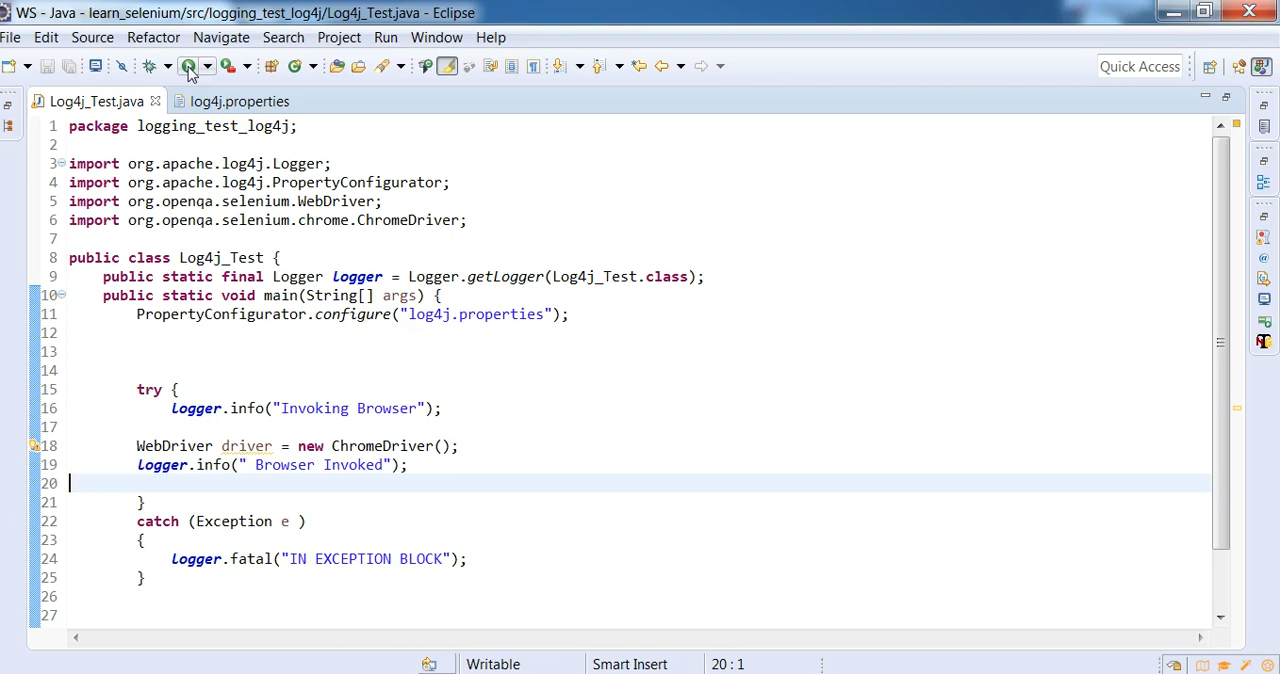 WS - Java - learn_selenium/src/logging_test_log4j/Log4j_Test.java - Eclipse
File Edit Source Refactor Navigate Search Project Run Window Help
Quick Access
Log4j_Test.java log4j.properties
1 package logging_test_log4j;
2
3 import org.apache.log4j.Logger;
4 import org.apache.log4j.PropertyConfigurator;
5 import org.openqa.selenium.WebDriver;
6 import org.openqa.selenium.chrome.ChromeDriver;
7
8 public class Log4j_Test {
9 public static final Logger logger = Logger.getLogger(Log4j_Test.class);
10 public static void main(String[] args) {
11 PropertyConfigurator.configure("log4j.properties");
12
13
14
15 try {
16 logger.info("Invoking Browser");
17
18 WebDriver driver = new ChromeDriver();
19 logger.info(" Browser Invoked");
20
21 }
22 catch (Exception e )
23 {
24 logger.fatal("IN EXCEPTION BLOCK");
25 }
26
27
Writable Smart Insert 20 : 1